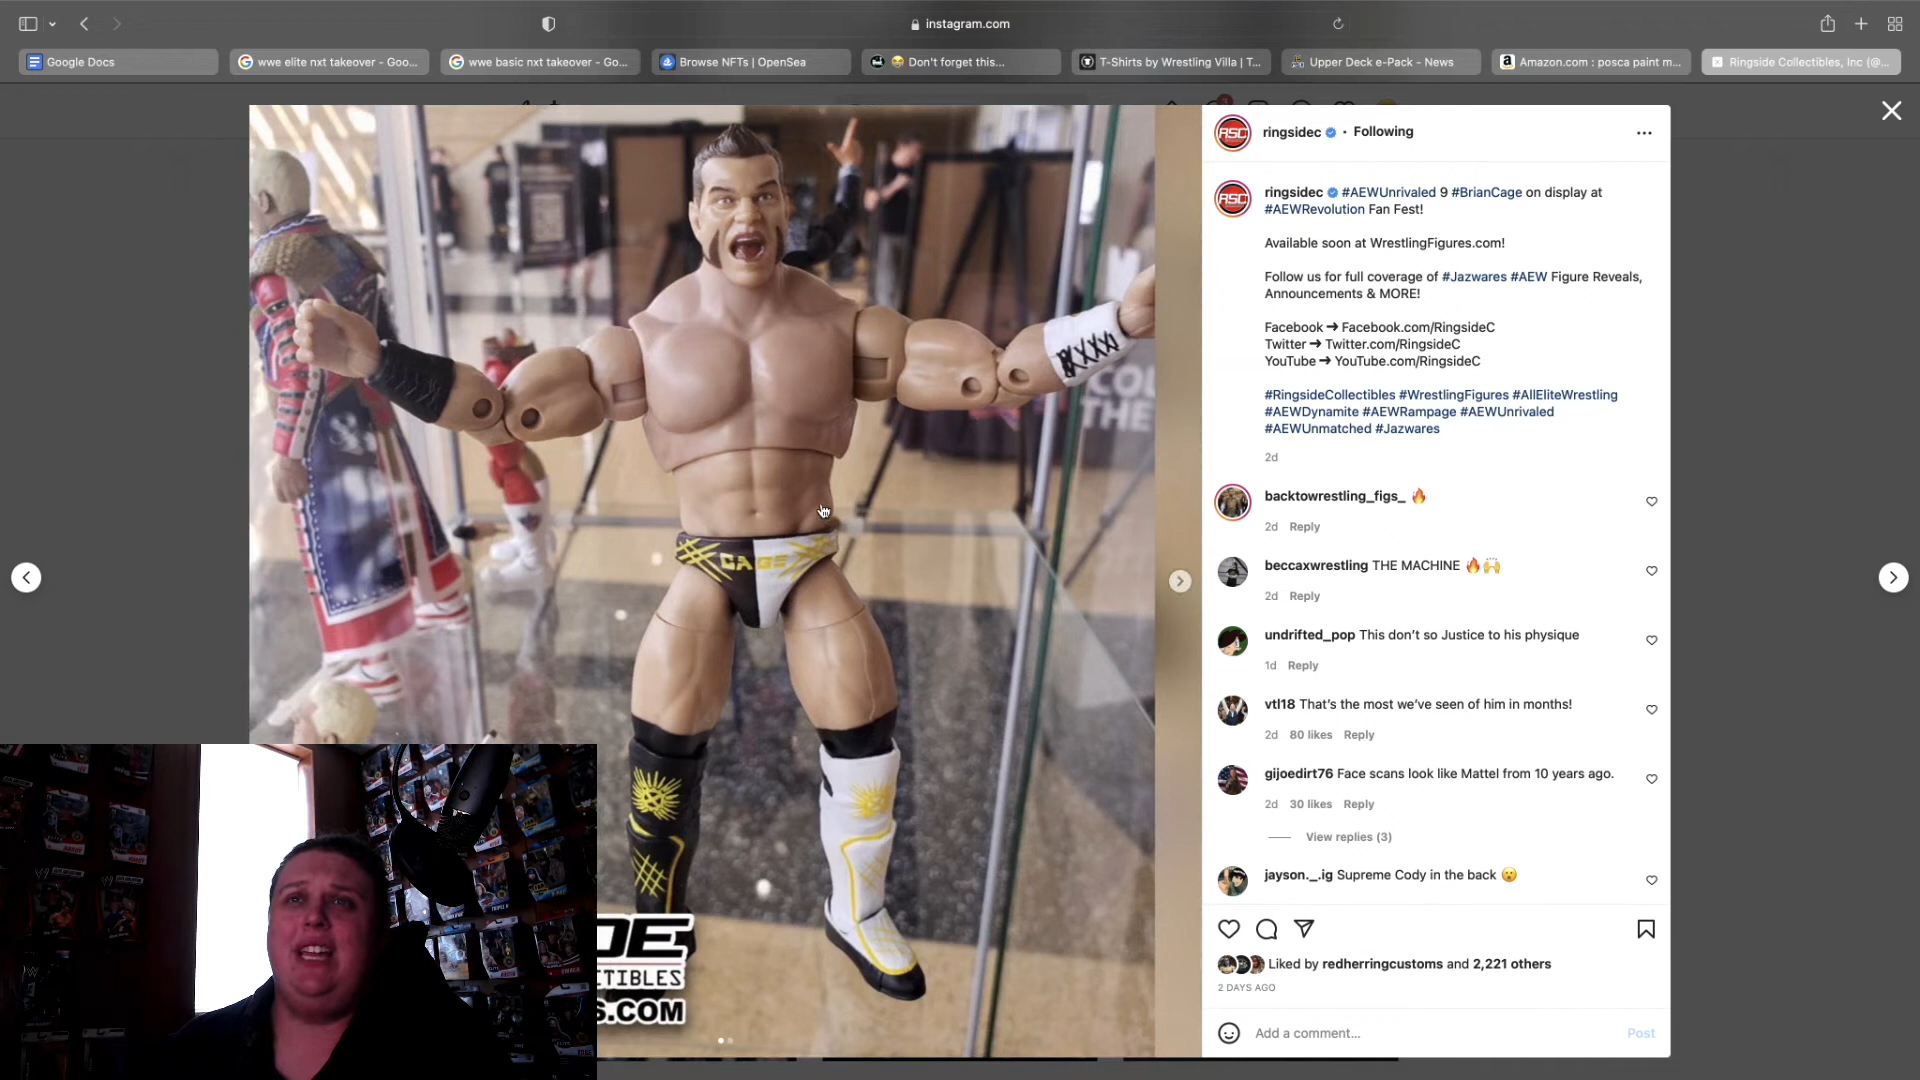 instagram.com
Google Docs
wwe elite nxt takeover - Goo...
wwe basic nxt takeover - Go...
Browse NFTs | OpenSea
😂 Don't forget this...
T-Shirts by Wrestling Villa | T...
Upper Deck e-Pack - News
Amazon.com : posca paint m...
Ringside Collectibles, Inc (@...
ringsidec • Following
ringsidec #AEWUnrivaled 9 #BrianCage on display at
#AEWRevolution Fan Fest!
Available soon at WrestlingFigures.com!
Follow us for full coverage of #Jazwares #AEW Figure Reveals,
Announcements & MORE!
Facebook ➜ Facebook.com/RingsideC
Twitter ➜ Twitter.com/RingsideC
YouTube ➜ YouTube.com/RingsideC
#RingsideCollectibles #WrestlingFigures #AllEliteWrestling
#AEWDynamite #AEWRampage #AEWUnrivaled
#AEWUnmatched #Jazwares
2d
backtowrestling_figs_ 🔥
2d Reply
beccaxwrestling THE MACHINE 🔥🙌
2d Reply
undrifted_pop This don't so Justice to his physique
1d Reply
vtl18 That's the most we've seen of him in months!
2d 80 likes Reply
gijoedirt76 Face scans look like Mattel from 10 years ago.
2d 30 likes Reply
View replies (3)
jayson._.ig Supreme Cody in the back 😮
Liked by redherringcustoms and 2,221 others
2 DAYS AGO
Add a comment...
Post
CAGE
DE
TIBLES
S.COM
RSC
RSC